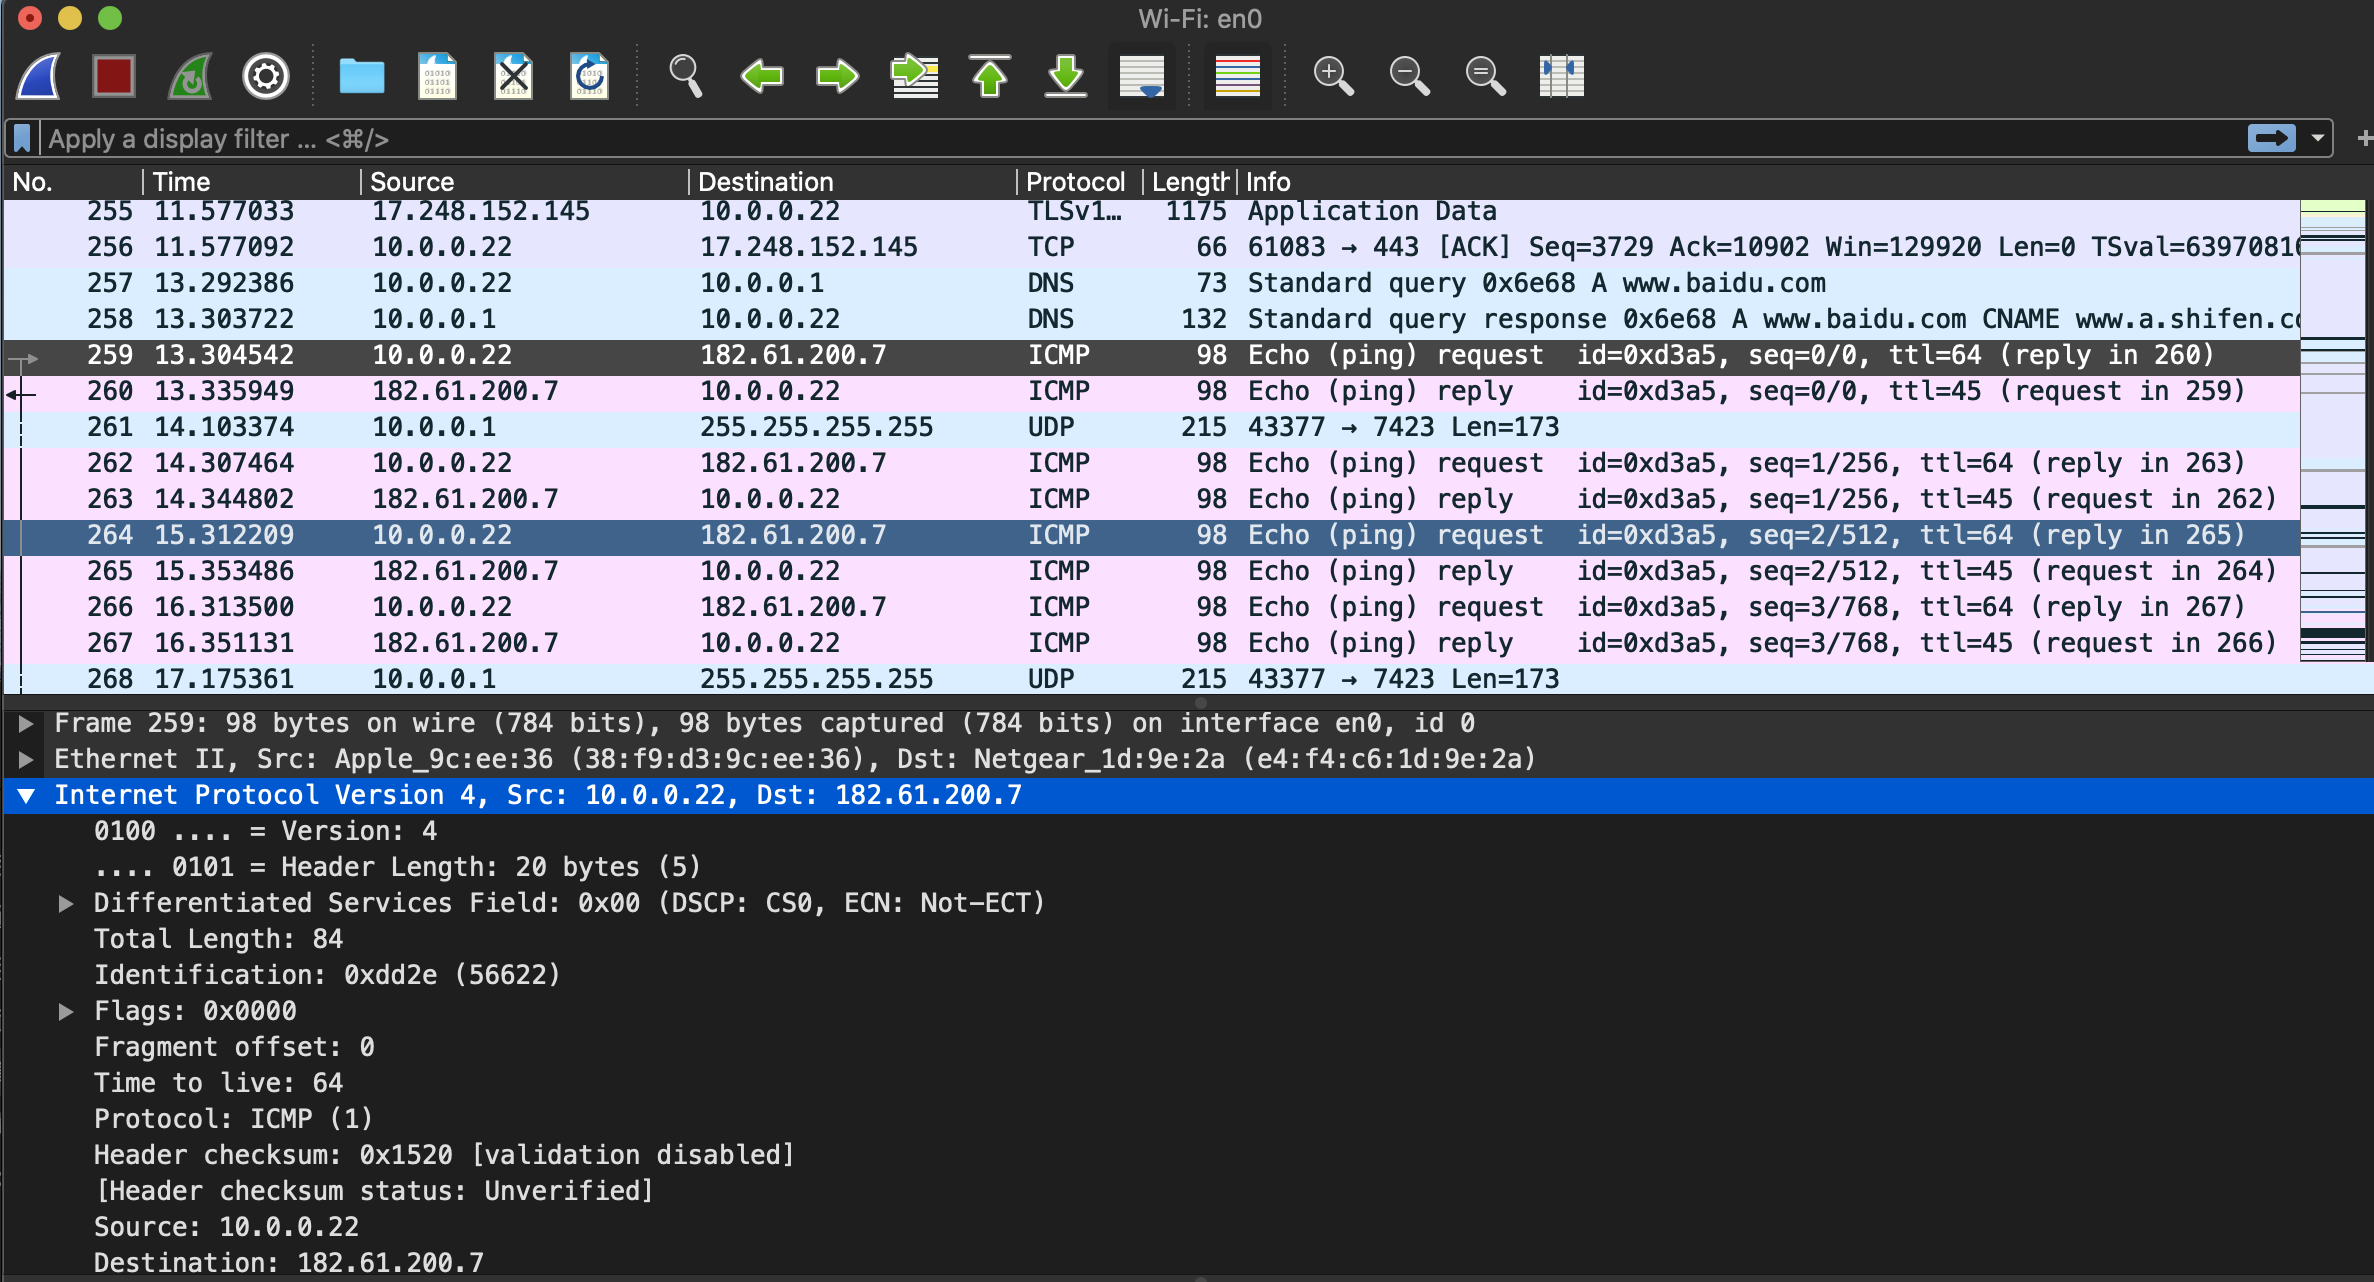 Wi-Fi: en0
Apply a display filter ... <⌘/>
No. Time Source Destination Protocol Length Info
255 11.577033 17.248.152.145 10.0.0.22 TLSv1… 1175 Application Data
256 11.577092 10.0.0.22 17.248.152.145 TCP 66 61083 → 443 [ACK] Seq=3729 Ack=10902 Win=129920 Len=0 TSval=6397081
257 13.292386 10.0.0.22 10.0.0.1 DNS 73 Standard query 0x6e68 A www.baidu.com
258 13.303722 10.0.0.1 10.0.0.22 DNS 132 Standard query response 0x6e68 A www.baidu.com CNAME www.a.shifen.c
259 13.304542 10.0.0.22 182.61.200.7 ICMP 98 Echo (ping) request id=0xd3a5, seq=0/0, ttl=64 (reply in 260)
260 13.335949 182.61.200.7 10.0.0.22 ICMP 98 Echo (ping) reply id=0xd3a5, seq=0/0, ttl=45 (request in 259)
261 14.103374 10.0.0.1 255.255.255.255 UDP 215 43377 → 7423 Len=173
262 14.307464 10.0.0.22 182.61.200.7 ICMP 98 Echo (ping) request id=0xd3a5, seq=1/256, ttl=64 (reply in 263)
263 14.344802 182.61.200.7 10.0.0.22 ICMP 98 Echo (ping) reply id=0xd3a5, seq=1/256, ttl=45 (request in 262)
264 15.312209 10.0.0.22 182.61.200.7 ICMP 98 Echo (ping) request id=0xd3a5, seq=2/512, ttl=64 (reply in 265)
265 15.353486 182.61.200.7 10.0.0.22 ICMP 98 Echo (ping) reply id=0xd3a5, seq=2/512, ttl=45 (request in 264)
266 16.313500 10.0.0.22 182.61.200.7 ICMP 98 Echo (ping) request id=0xd3a5, seq=3/768, ttl=64 (reply in 267)
267 16.351131 182.61.200.7 10.0.0.22 ICMP 98 Echo (ping) reply id=0xd3a5, seq=3/768, ttl=45 (request in 266)
268 17.175361 10.0.0.1 255.255.255.255 UDP 215 43377 → 7423 Len=173
Frame 259: 98 bytes on wire (784 bits), 98 bytes captured (784 bits) on interface en0, id 0
Ethernet II, Src: Apple_9c:ee:36 (38:f9:d3:9c:ee:36), Dst: Netgear_1d:9e:2a (e4:f4:c6:1d:9e:2a)
Internet Protocol Version 4, Src: 10.0.0.22, Dst: 182.61.200.7
0100 .... = Version: 4
.... 0101 = Header Length: 20 bytes (5)
Differentiated Services Field: 0x00 (DSCP: CS0, ECN: Not-ECT)
Total Length: 84
Identification: 0xdd2e (56622)
Flags: 0x0000
Fragment offset: 0
Time to live: 64
Protocol: ICMP (1)
Header checksum: 0x1520 [validation disabled]
[Header checksum status: Unverified]
Source: 10.0.0.22
Destination: 182.61.200.7